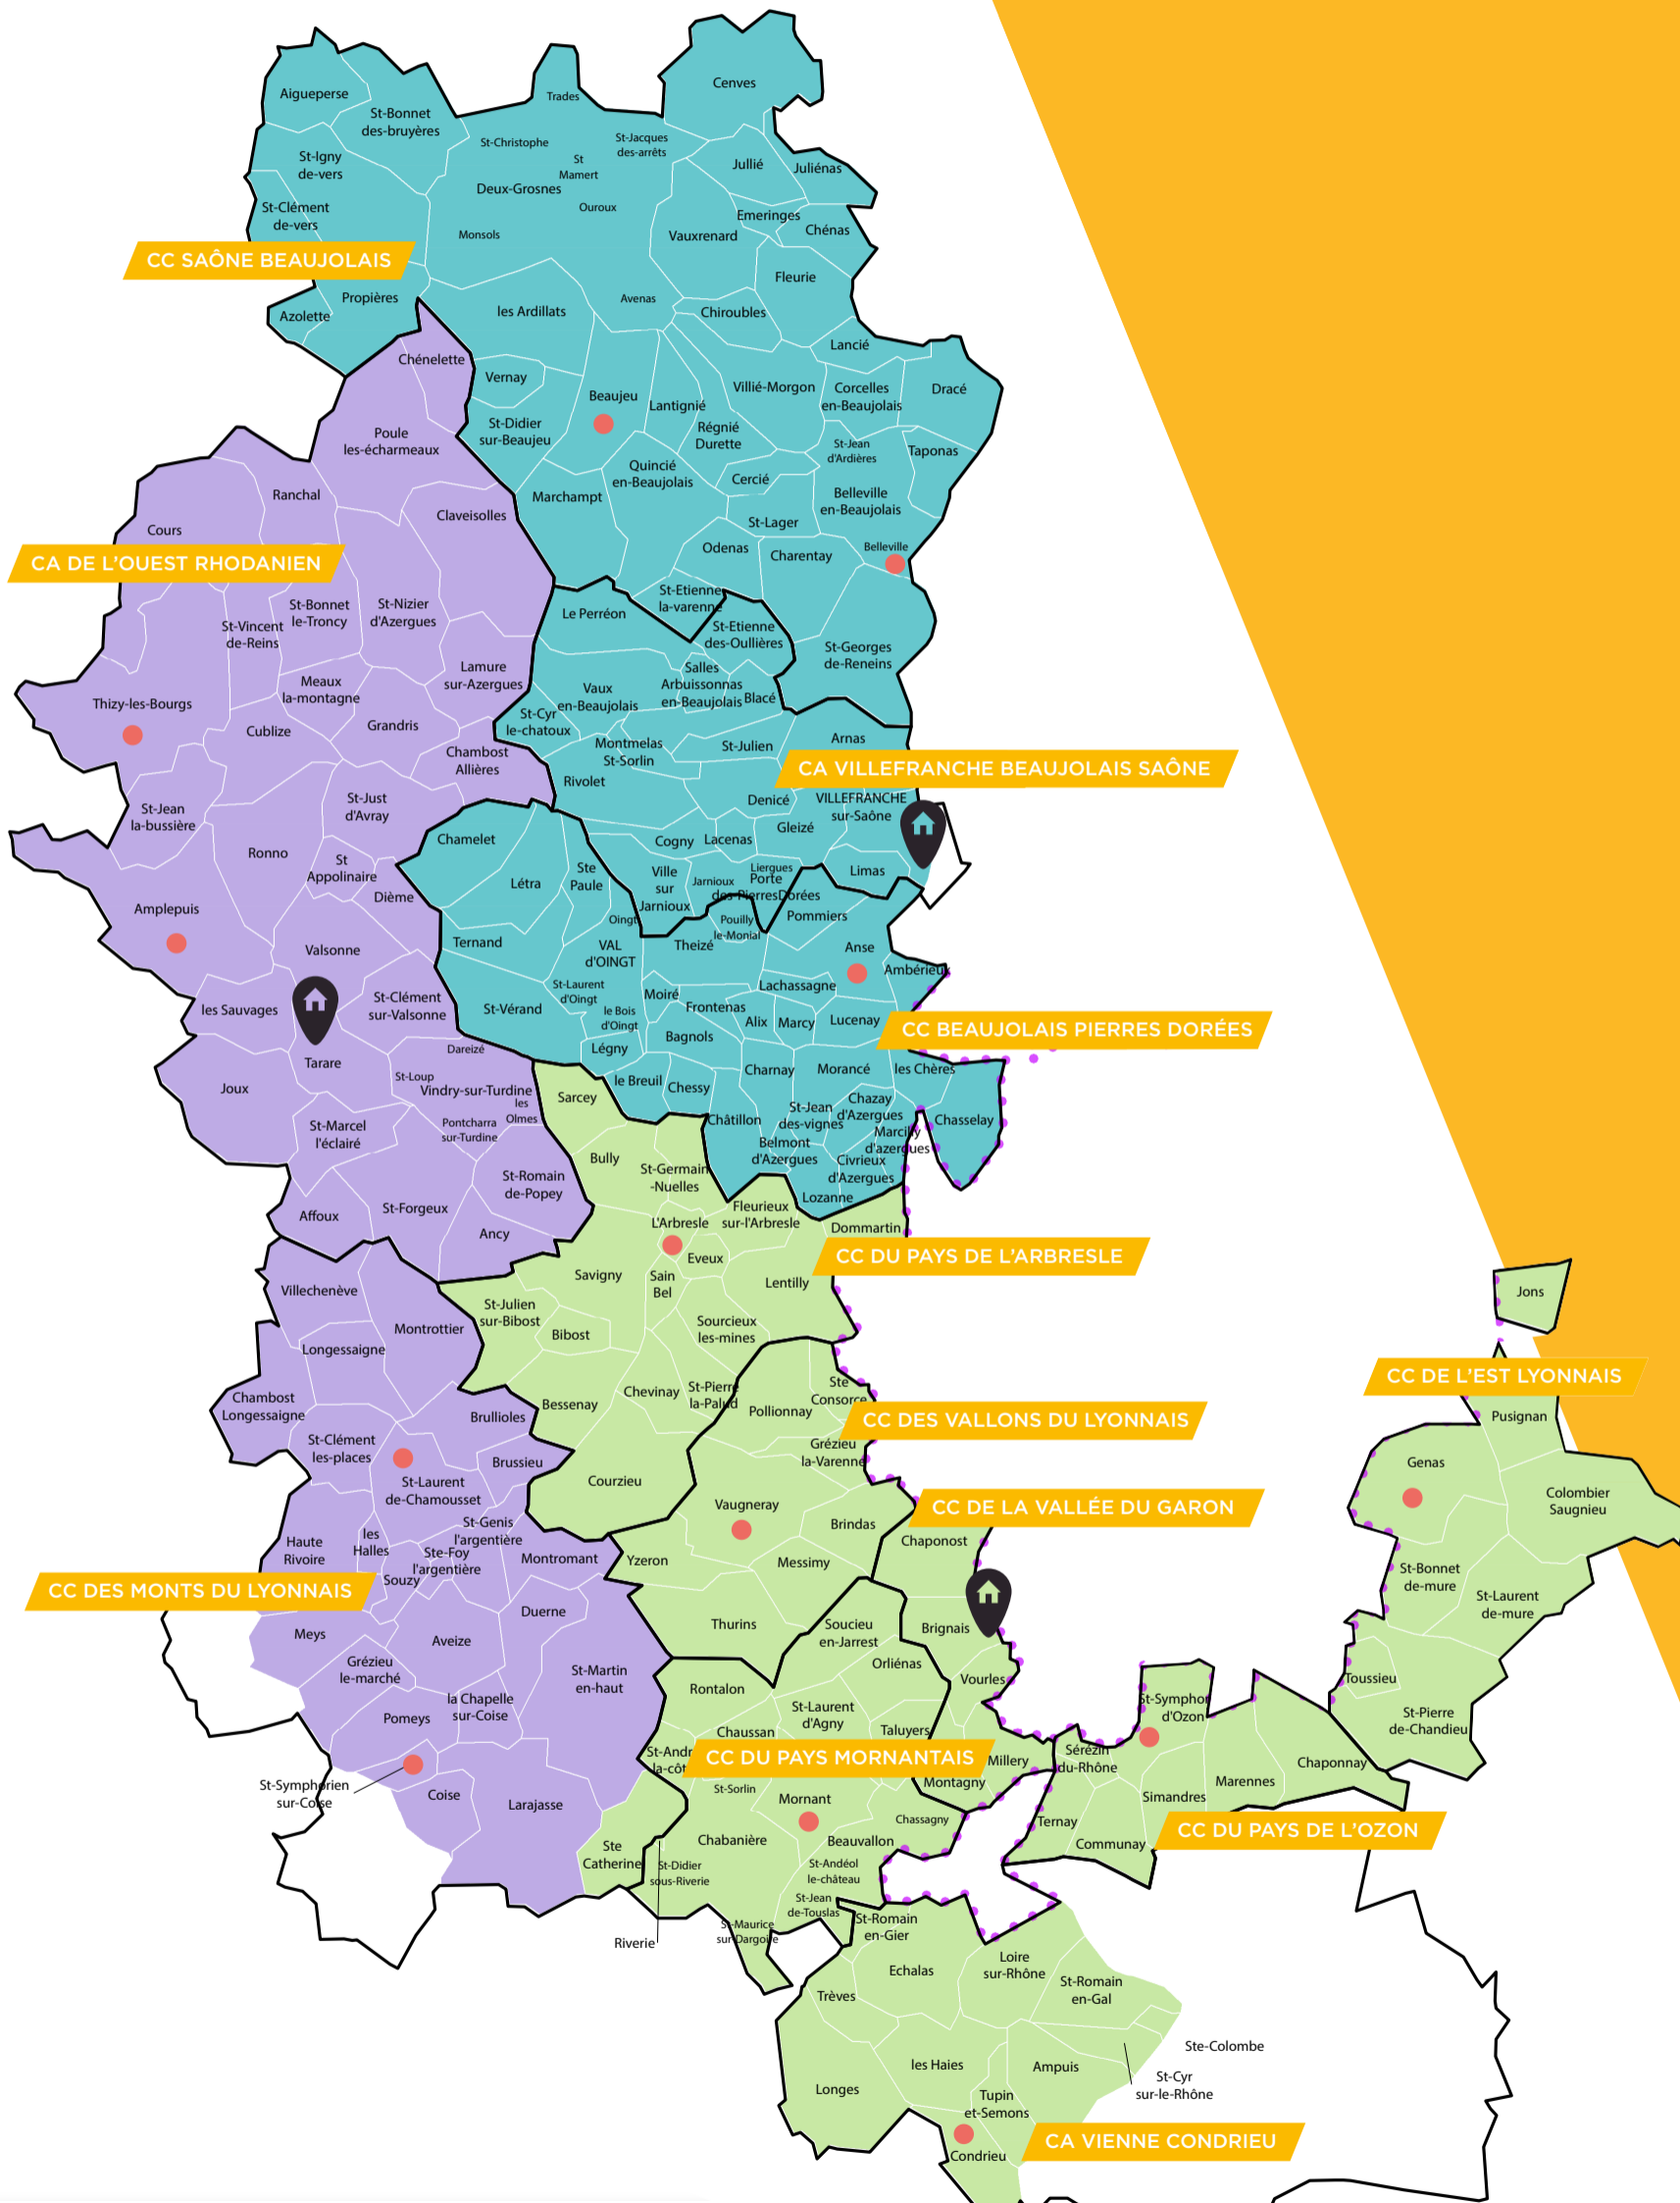 Cenves
Aigueperse
Trades
St-Bonnet
des-bruyères
St-Christophe
St-Jacques
des-arrêts
St-Igny
de-vers
St
Mamert
Jullié
Juliénas
Deux-Grosnes
Ouroux
St-Clément
de-vers
Emeringes
Chénas
Monsols
Vauxrenard
CC SAÔNE BEAUJOLAIS
Fleurie
Propières
Avenas
Azolette
les Ardillats
Chiroubles
Lancié
Chénelette
Vernay
Beaujeu
Lantignié
Villié-Morgon
Corcelles
en-Beaujolais
Dracé
St-Didier
sur-Beaujeu
Régnié
Durette
Poule
les-écharmeaux
St-Jean
d'Ardières
Taponas
Quincié
en-Beaujolais
Cercié
Ranchal
Marchampt
Belleville
en-Beaujolais
Claveisolles
St-Lager
Cours
Odenas
Charentay
Belleville
CA DE L'OUEST RHODANIEN
St-Etienne
la-varenne
St-Bonnet
le-Troncy
St-Nizier
d'Azergues
Le Perréon
St-Vincent
de-Reins
St-Etienne
des-Oullières
St-Georges
de-Reneins
Lamure
sur-Azergues
Salles
Arbuissonnas
en-Beaujolais
Blacé
Meaux
la-montagne
Vaux
en-Beaujolais
Thizy-les-Bourgs
St-Cyr
le-chatoux
Cublize
Grandris
Montmelas
St-Sorlin
St-Julien
Arnas
Chambost
Allières
CA VILLEFRANCHE BEAUJOLAIS SAÔNE
Rivolet
St-Jean
la-bussière
St-Just
d'Avray
Denicé
VILLEFRANCHE
sur-Saône
Gleizé
Chamelet
Cogny
Lacenas
Ronno
St
Appolinaire
Létra
Ste
Paule
Ville
sur
Jarnioux
Jarnioux
Liergues
Porte
des-PierresDorées
Limas
Dième
Amplepuis
Oingt
Pouilly
le-Monial
Pommiers
Valsonne
Ternand
VAL
d'OINGT
Theizé
Anse
Ambérieux
St-Laurent
d'Oingt
Moiré
Lachassagne
les Sauvages
St-Clément
sur-Valsonne
St-Vérand
le Bois
d'Oingt
Frontenas
Alix
Marcy
Lucenay
CC BEAUJOLAIS PIERRES DORÉES
Bagnols
Dareizé
Légny
Tarare
Charnay
Morancé
les Chères
St-Loup
le Breuil
Chessy
Joux
Vindry-sur-Turdine
Sarcey
les
Olmes
Chazay
d'Azergues
St-Jean
des-vignes
Châtillon
Chasselay
Pontcharra
sur-Turdine
St-Marcel
l'éclairé
Marcilly
d'azergues
Belmont
d'Azergues
Bully
Civrieux
d'Azergues
St-Germain
-Nuelles
St-Romain
de-Popey
Lozanne
Affoux
St-Forgeux
Fleurieux
sur-l'Arbresle
L'Arbresle
Dommartin
Ancy
CC DU PAYS DE L'ARBRESLE
Eveux
Savigny
Sain
Bel
Lentilly
Villechenève
Jons
St-Julien
sur-Bibost
Montrottier
Bibost
Sourcieux
les-mines
Longessaigne
CC DE L'EST LYONNAIS
Chambost
Longessaigne
Chevinay
St-Pierre
la-Palud
Ste
Consorce
Bessenay
Pollionnay
Brullioles
CC DES VALLONS DU LYONNAIS
Pusignan
St-Clément
les-places
Grézieu
la-Varenne
Brussieu
Genas
Courzieu
St-Laurent
de-Chamousset
Colombier
Saugnieu
Vaugneray
CC DE LA VALLÉE DU GARON
Brindas
St-Genis
l'argentière
Chaponost
Haute
Rivoire
les
Halles
Ste-Foy
l'argentière
Montromant
Yzeron
Messimy
Souzy
St-Bonnet
de-mure
CC DES MONTS DU LYONNAIS
St-Laurent
de-mure
Duerne
Thurins
Soucieu
en-Jarrest
Brignais
Meys
Aveize
Grézieu
le-marché
Orliénas
St-Martin
en-haut
Vourles
Toussieu
Rontalon
la Chapelle
sur-Coise
St-Laurent
d'Agny
St-Symphor
d'Ozon
Pomeys
Chaussan
Taluyers
St-Pierre
de-Chandieu
St-Andr
la-côt
CC DU PAYS MORNANTAIS
Millery
Sérézin
du-Rhône
Chaponnay
St-Symphorien
sur-Coise
Montagny
Marennes
St-Sorlin
Coise
Mornant
Simandres
Larajasse
Chassagny
Ternay
CC DU PAYS DE L'OZON
Chabanière
Beauvallon
Communay
Ste
Catherine
St-Didier
sous-Riverie
St-Andéol
le-château
St-Jean
de-Touslas
St-Maurice
sur-Dargoire
St-Romain
en-Gier
Riverie
Loire
sur-Rhône
Echalas
St-Romain
en-Gal
Trèves
Ste-Colombe
les Haies
Ampuis
St-Cyr
sur-le-Rhône
Longes
Tupin
et-Semons
CA VIENNE CONDRIEU
Condrieu